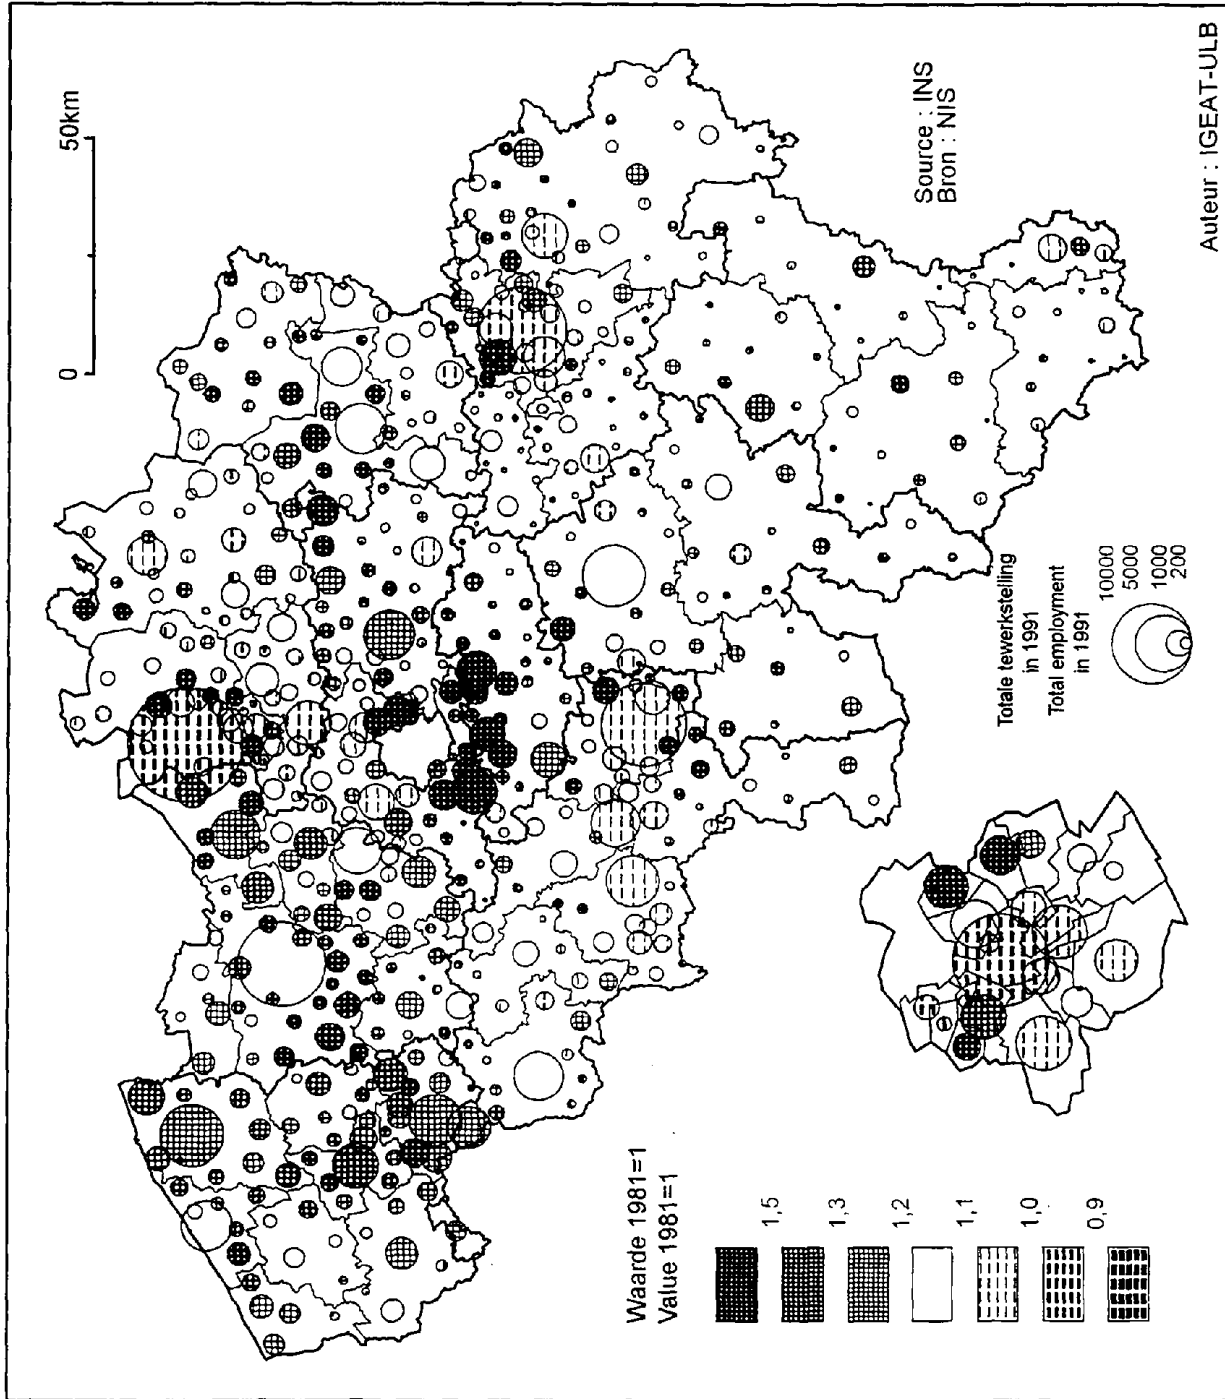 0 50km
Source : INS
Bron : NIS
Auteur : IGEAT-ULB
Totale tewerkstelling
in 1991
Total employment
in 1991
10000
5000
1000
200
Waarde 1981=1
Value 1981=1
1,5
1,3
1,2
1,1
1,0
0,9